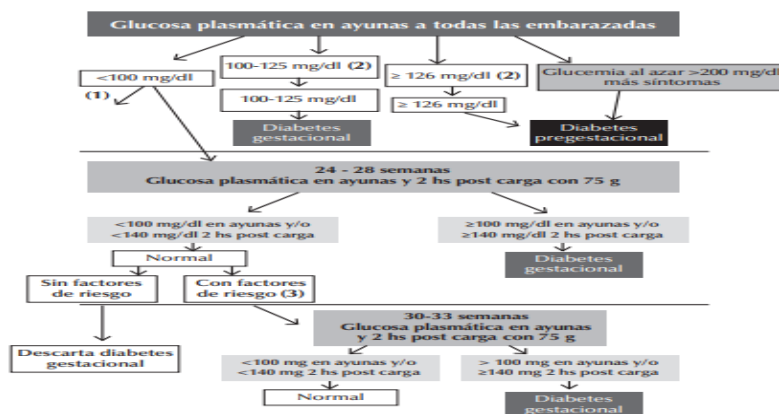 Glucosa plasmática en ayunas a todas las embarazadas
<100 mg/dl
(1)
100-125 mg/dl (2)
100-125 mg/dl
Diabetes
gestacional
≥ 126 mg/dl (2)
≥ 126 mg/dl
Glucemia al azar >200 mg/dl
más síntomas
Diabetes
pregestacional
24 - 28 semanas
Glucosa plasmática en ayunas y 2 hs post carga con 75 g
<100 mg/dl en ayunas y/o
<140 mg/dl 2 hs post carga
≥100 mg/dl en ayunas y/o
≥140 mg/dl 2 hs post carga
Normal
Diabetes
gestacional
Sin factores
de riesgo
Con factores
de riesgo (3)
Descarta diabetes
gestacional
30-33 semanas
Glucosa plasmática en ayunas
y 2 hs post carga con 75 g
<100 mg en ayunas y/o
<140 mg 2 hs post carga
> 100 mg en ayunas y/o
≥140 mg 2 hs post carga
Normal
Diabetes
gestacional